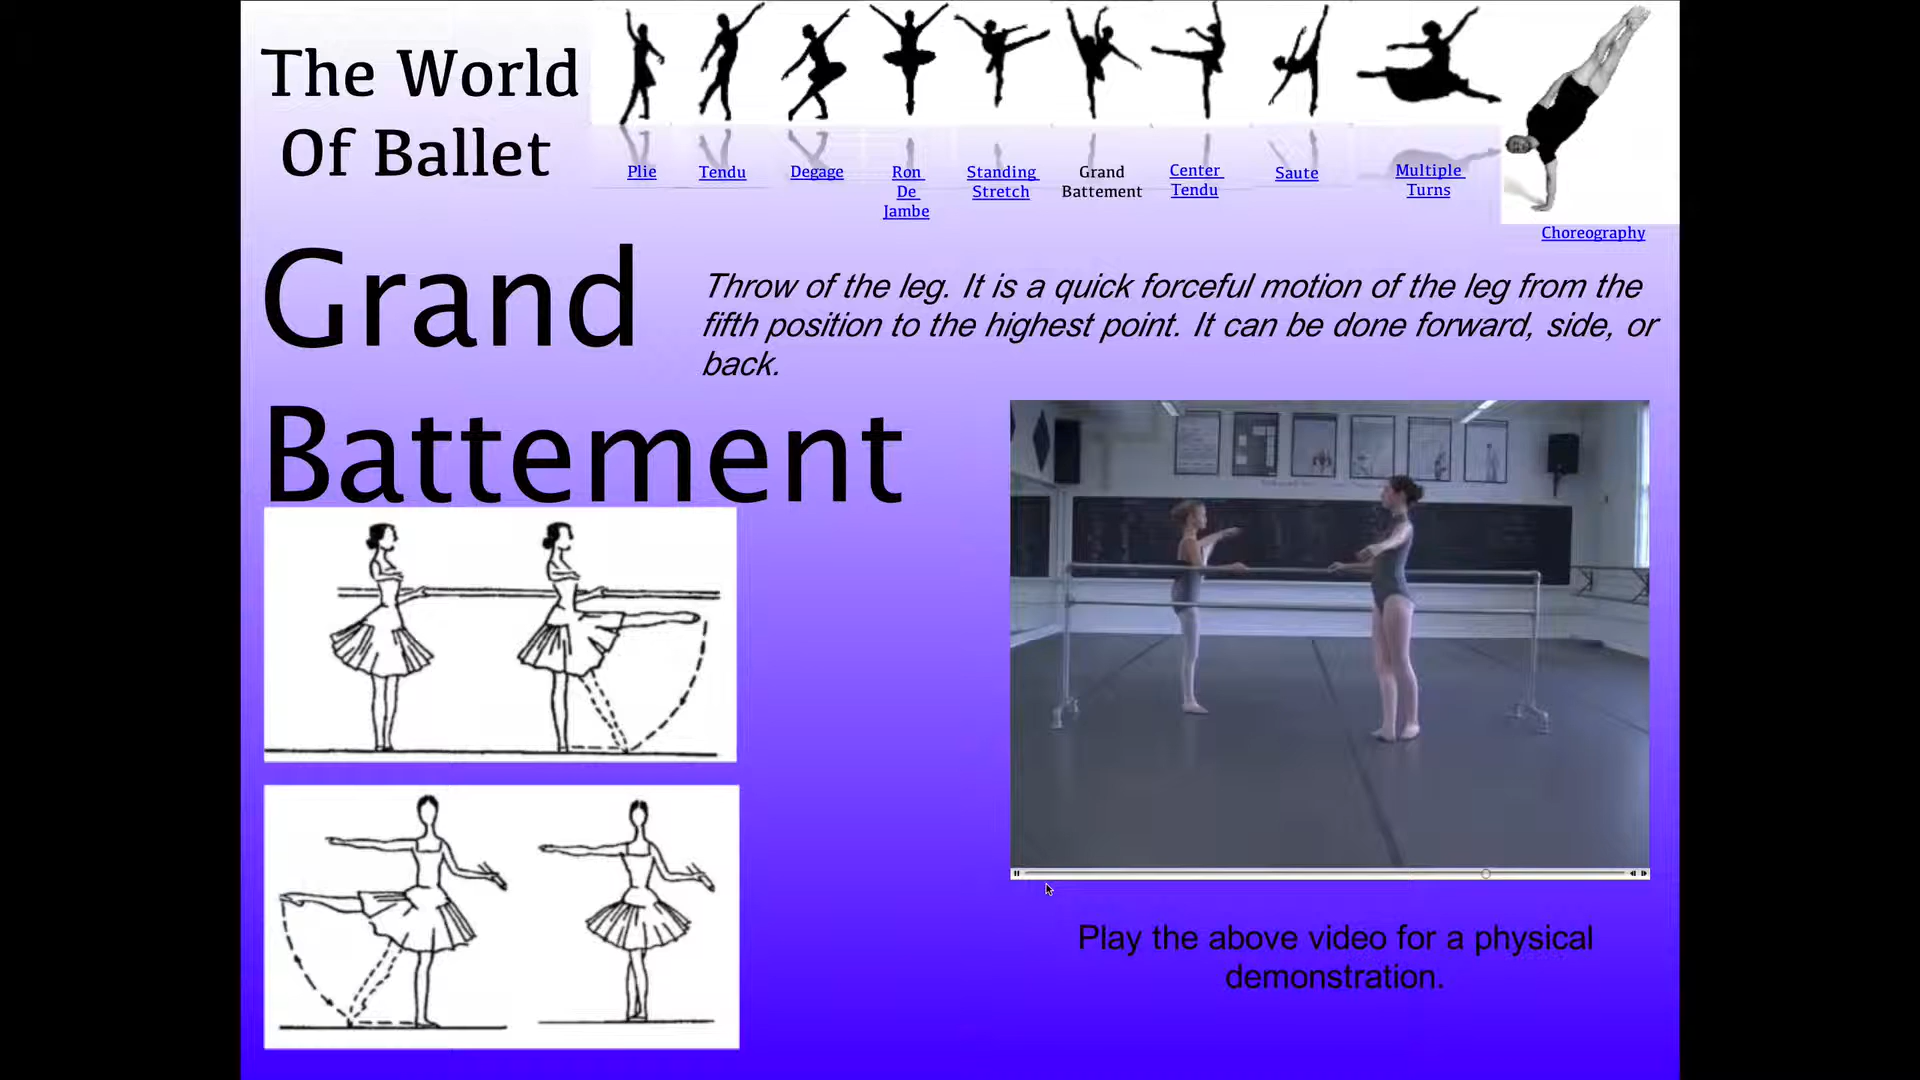 The World
Of Ballet
Plie
Tendu
Degage
Ron
De
Jambe
Standing
Stretch
Grand
Battement
Center
Tendu
Saute
Multiple
Turns
Choreography
Grand
Battement
Throw of the leg. It is a quick forceful motion of the leg from the
fifth position to the highest point. It can be done forward, side, or
back.
Play the above video for a physical
demonstration.